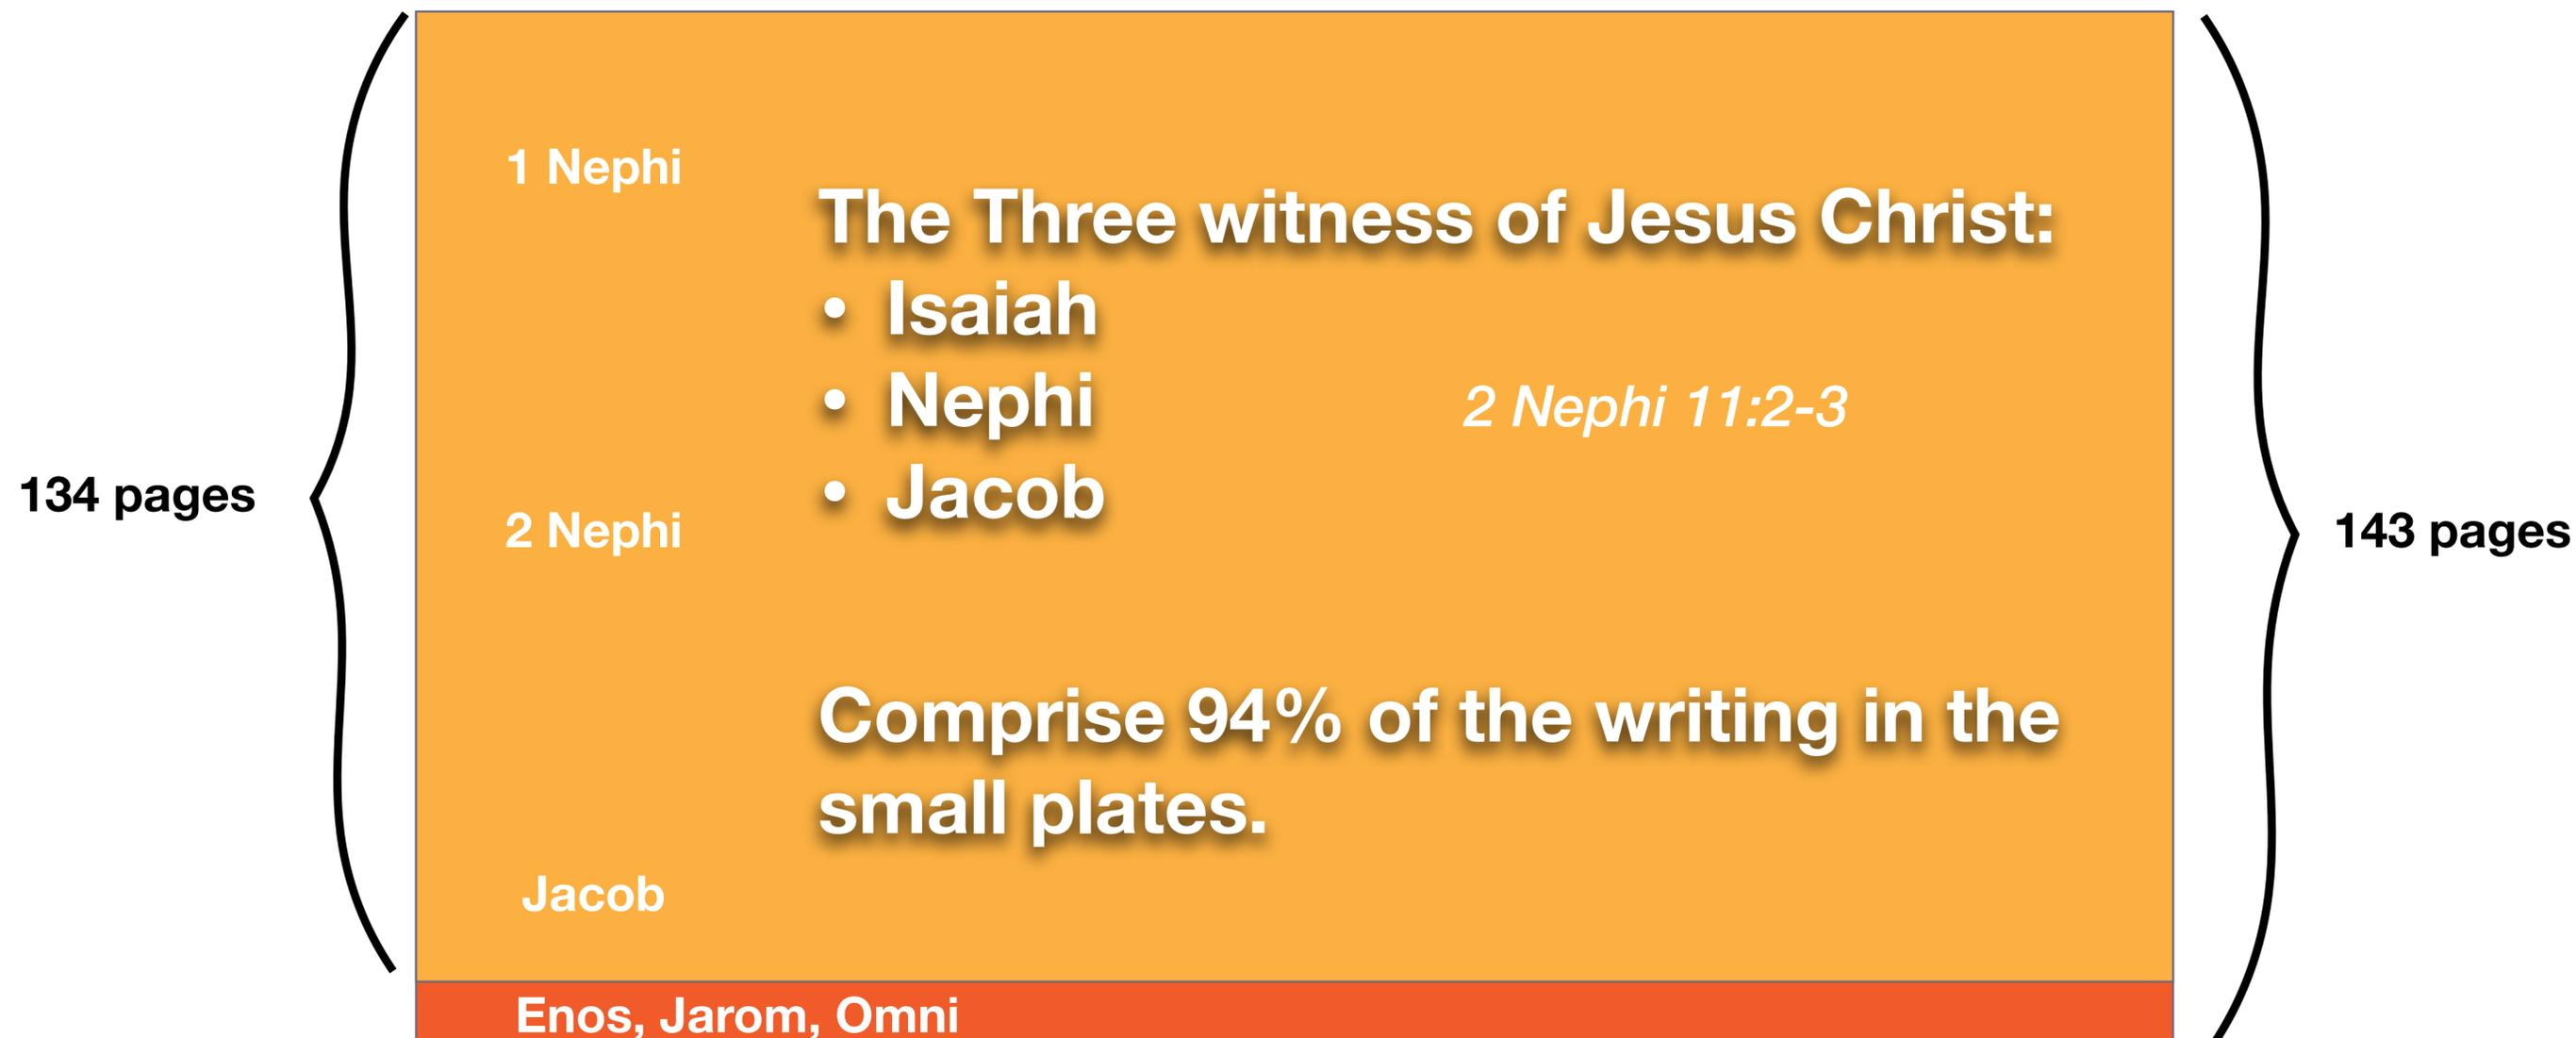 1 Nephi
The Three witness of Jesus Christ:
• Isaiah
• Nephi
2 Nephi 11:2-3
• Jacob
134 pages
2 Nephi
143 pages
Comprise 94% of the writing in the
small plates.
Jacob
Enos, Jarom, Omni